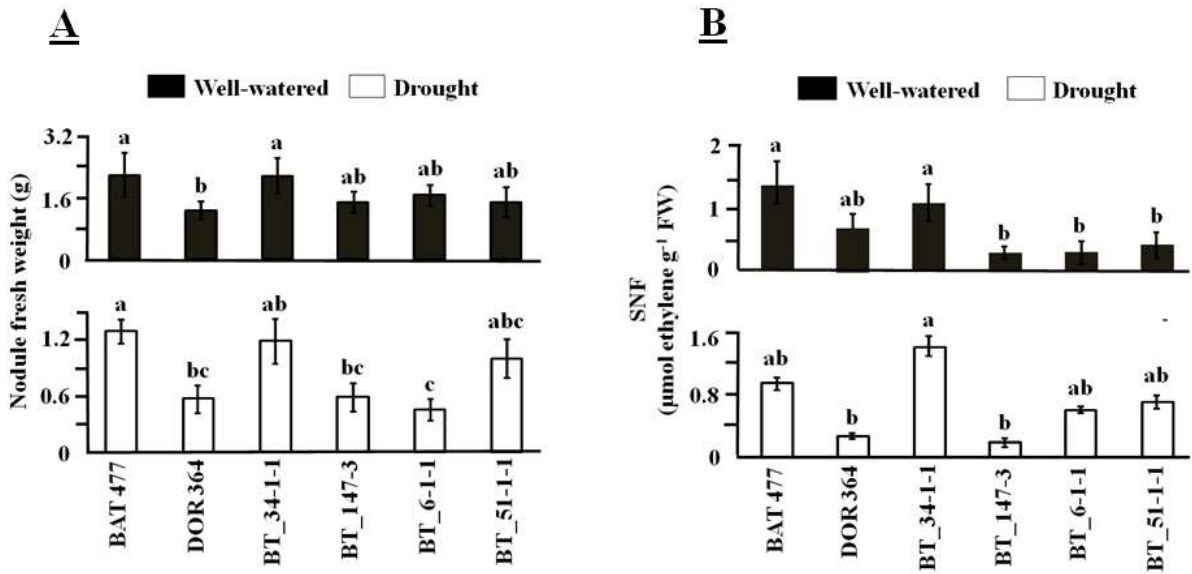 A
Well-watered Drought
Nodule fresh weight (g)
3.2
1.6
0
a
b
a
ab
ab
ab
1.2
0.6
0
a
bc
ab
bc
c
abc
BAT 477
DOR 364
BT_34-1-1
BT_147-3
BT_6-1-1
BT_51-1-1
B
Well-watered Drought
SNF
(µmol ethylene g⁻¹ FW)
2
1
0
a
ab
a
b
b
b
1.6
0.8
0
ab
b
a
b
ab
ab
-
BAT 477
DOR 364
BT_34-1-1
BT_147-3
BT_6-1-1
BT_51-1-1